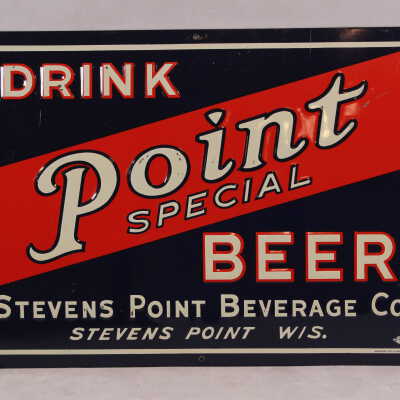 DRINK
Point
SPECIAL
BEER
STEVENS POINT BEVERAGE CO
STEVENS POINT WIS.